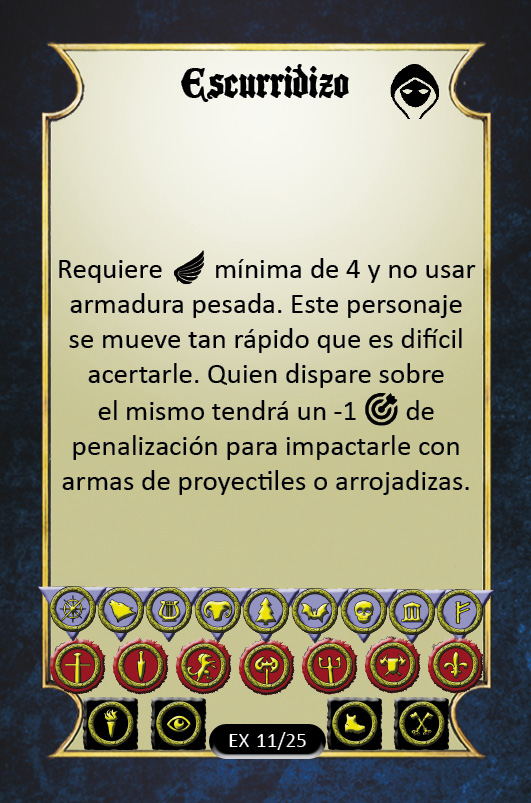 Escurridizo
Requiere mínima de 4 y no usar
armadura pesada. Este personaje
se mueve tan rápido que es difícil
acertarle. Quien dispare sobre
el mismo tendrá un -1 de
penalización para impactarle con
armas de proyectiles o arrojadizas.
EX 11/25